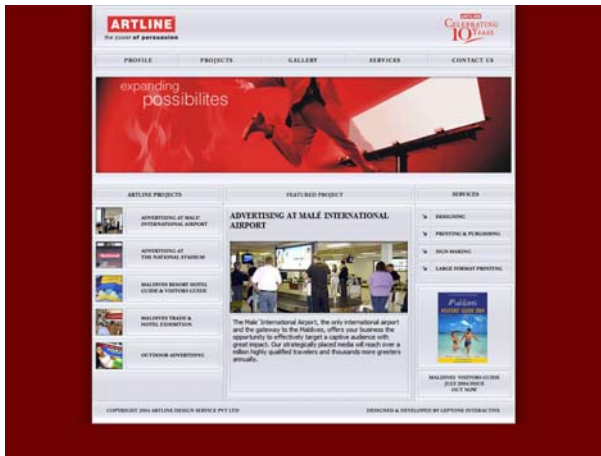 ARTLINE
the power of persuasion
ARTLINE
CELEBRATING
10 YEARS
PROFILE
PROJECTS
GALLERY
SERVICES
CONTACT US
expanding
possibilites
ARTLINE PROJECTS
ADVERTISING AT MALE'
INTERNATIONAL AIRPORT
ADVERTISING AT
THE NATIONAL STADIUM
MALDIVES RESORT HOTEL
GUIDE & VISITORS GUIDE
MALDIVES TRADE &
HOTEL EXHIBITION
OUTDOOR ADVERTISING
FEATURED PROJECT
ADVERTISING AT MALÉ INTERNATIONAL
AIRPORT
The Male' International Airport, the only international airport
and the gateway to the Maldives, offers your business the
opportunity to effectively target a captive audience with
great impact. Our strategically placed media will reach over a
million highly qualified travelers and thousands more greeters
annually.
SERVICES
DESIGNING
PRINTING & PUBLISHING
SIGN MAKING
LARGE FORMAT PRINTING
Maldives
VISITORS' GUIDE 2004
MALDIVES VISITORS GUIDE
JULY 2004 ISSUE
OUT NOW
COPYRIGHT 2004 ARTLINE DESIGN SERVICE PVT LTD
DESIGNED & DEVELOPED BY LEPTONE INTERACTIVE